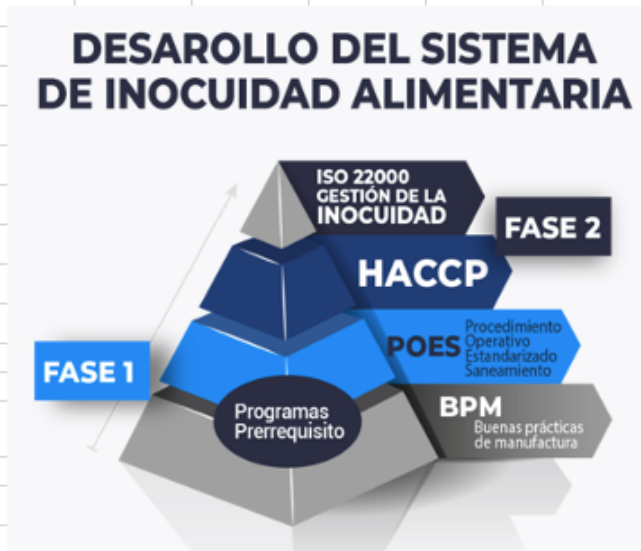 DESAROLLO DEL SISTEMA
DE INOCUIDAD ALIMENTARIA
ISO 22000
GESTIÓN DE LA
INOCUIDAD
FASE 2
HACCP
POES
Procedimiento
Operativo
Estandarizado
Saneamiento
FASE 1
Programas
Prerrequisito
BPM
Buenas prácticas
de manufactura